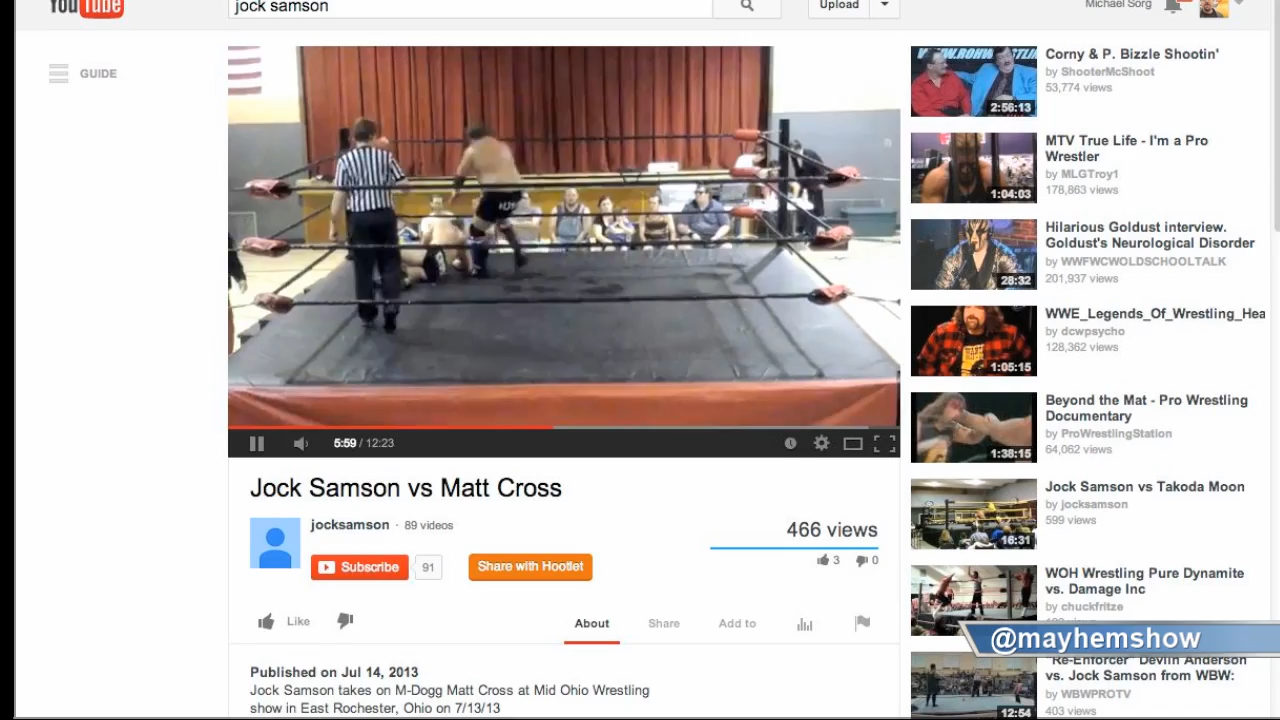 YouTube
jock samson
Upload
Michael Sorg
GUIDE
5:59 / 12:23
Jock Samson vs Matt Cross
jocksamson · 89 videos
Subscribe
91
Share with Hootlet
466 views
3
0
Like
About
Share
Add to
Published on Jul 14, 2013
Jock Samson takes on M-Dogg Matt Cross at Mid Ohio Wrestling
show in East Rochester, Ohio on 7/13/13
2:56:13
Corny & P. Bizzle Shootin'
by ShooterMcShoot
53,774 views
1:04:03
MTV True Life - I'm a Pro
Wrestler
by MLGTroy1
178,863 views
28:32
Hilarious Goldust interview.
Goldust's Neurological Disorder
by WWFWCWOLDSCHOOLTALK
201,937 views
1:05:15
WWE_Legends_Of_Wrestling_Hea
by dcwpsycho
128,362 views
1:38:15
Beyond the Mat - Pro Wrestling
Documentary
by ProWrestlingStation
64,062 views
16:31
Jock Samson vs Takoda Moon
by jocksamson
599 views
WOH Wrestling Pure Dynamite
vs. Damage Inc
by chuckfritze
@mayhemshow
12:54
"Re-Enforcer" Devlin Anderson
vs. Jock Samson from WBW:
by WBWPROTV
403 views